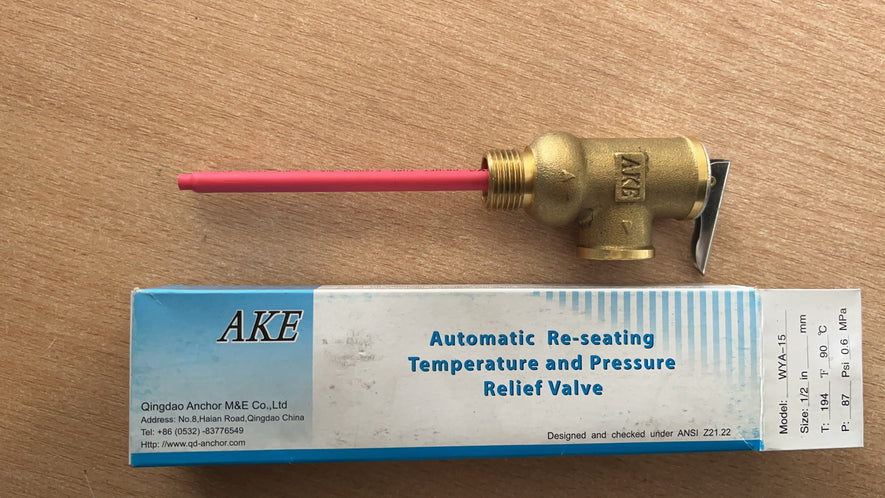 AKE
AKE
Automatic Re-seating
Temperature and Pressure
Relief Valve
Qingdao Anchor M&E Co.,Ltd
Address: No.8,Haian Road,Qingdao China
Tel: +86 (0532) -83776549
Http: //www.qd-anchor.com
Designed and checked under ANSI Z21.22
Model: WYA-15
Size: 1/2 in mm
T: 194 ℉ 90 ℃
P: 87 Psi 0.6 MPa